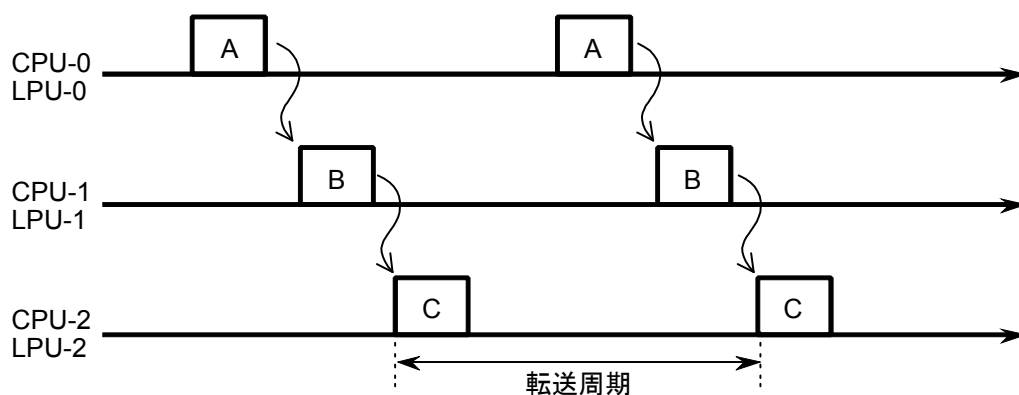 A
A
CPU-0
LPU-0
B
B
CPU-1
LPU-1
C
C
CPU-2
LPU-2
転送周期